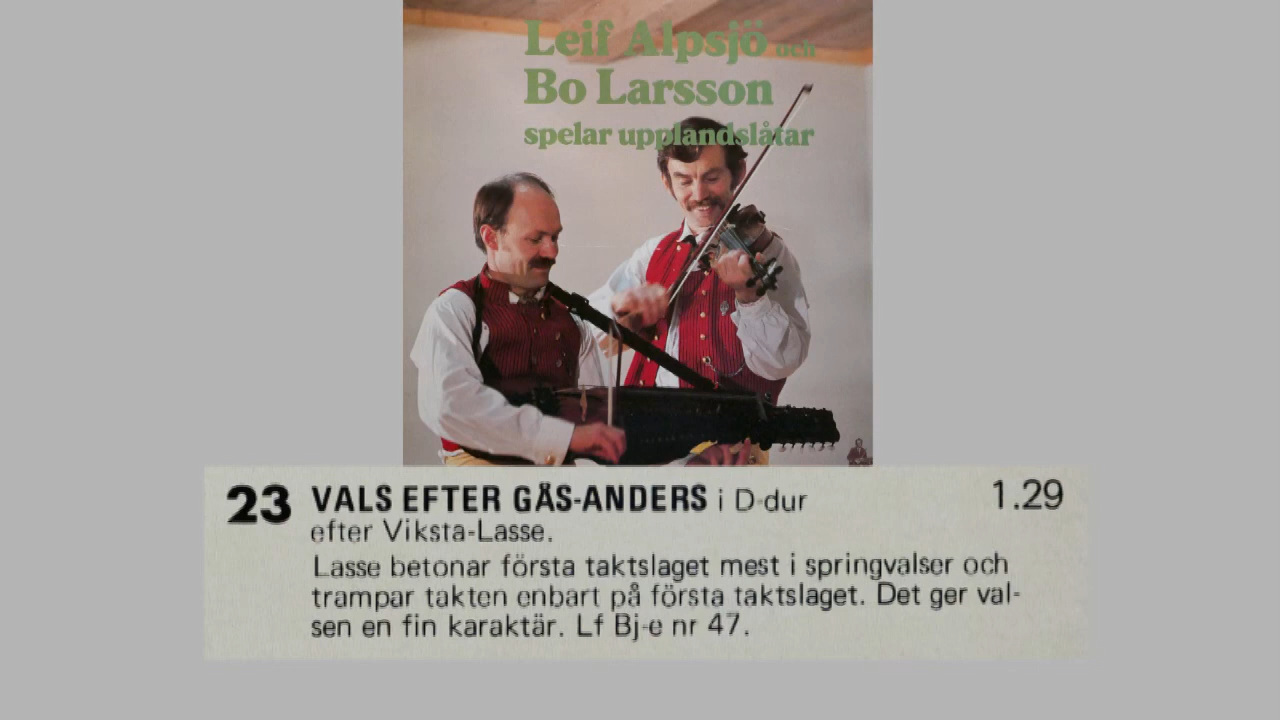 Leif Alpsjö och
Bo Larsson
spelar upplandslåtar
23 VALS EFTER GÅS-ANDERS i D-dur 1.29
efter Viksta-Lasse.
Lasse betonar första taktslaget mest i springvalser och
trampar takten enbart på första taktslaget. Det ger val-
sen en fin karaktär. Lf Bj-e nr 47.